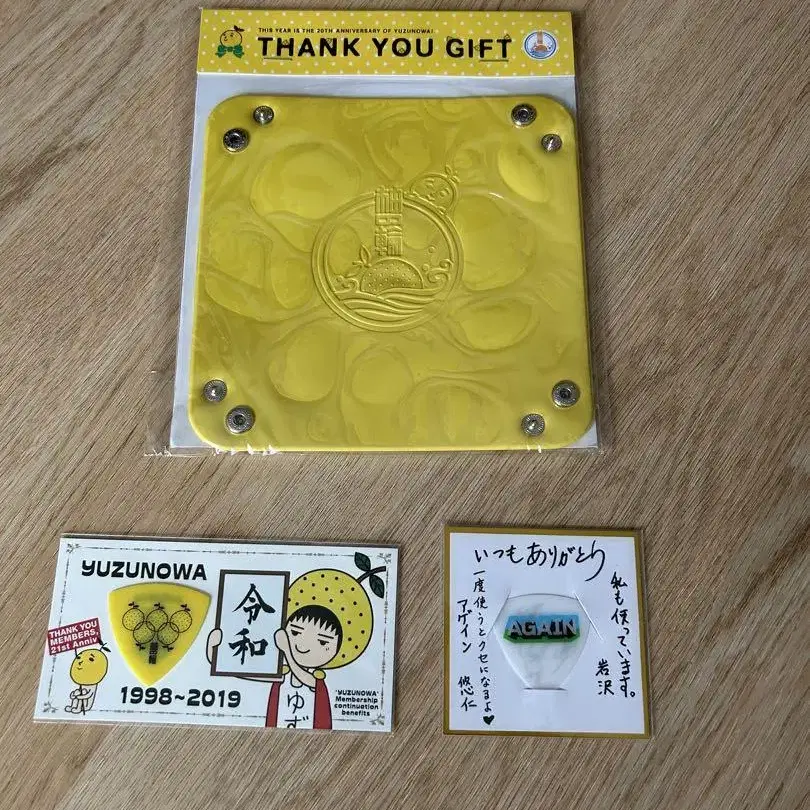 THIS YEAR IS THE 20TH ANNIVERSARY OF YUZUNOWA!
THANK YOU GIFT
YUZUNOWA
THANK YOU
MEMBERS,
21st Anniv
令和
ゆず
1998~2019
"YUZUNOWA"
Membership
continuation
benefits
いつもありがとう
私も使っています。
岩沢
AGAIN
一度使うとクセになるよ♥
アゲイン 悠仁